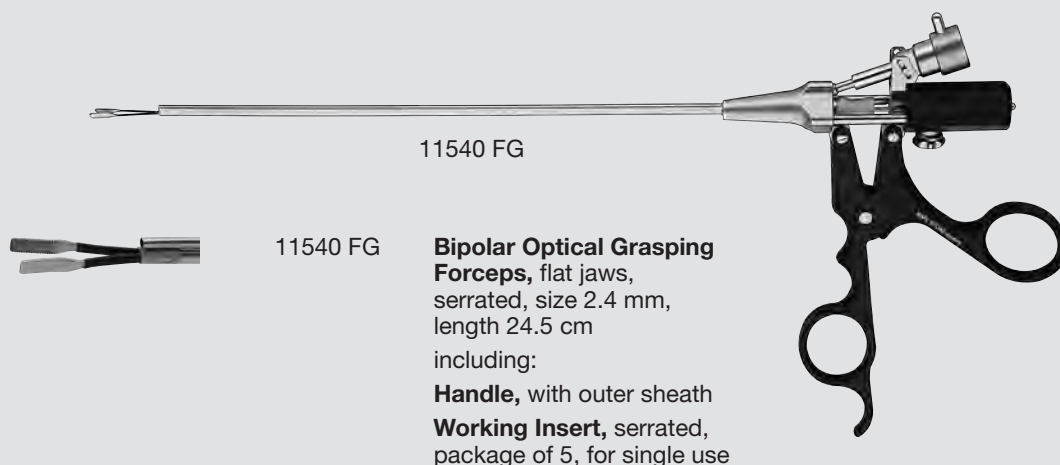 11540 FG
11540 FG
Bipolar Optical Grasping
Forceps, flat jaws,
serrated, size 2.4 mm,
length 24.5 cm
including:
Handle, with outer sheath
Working Insert, serrated,
package of 5, for single use